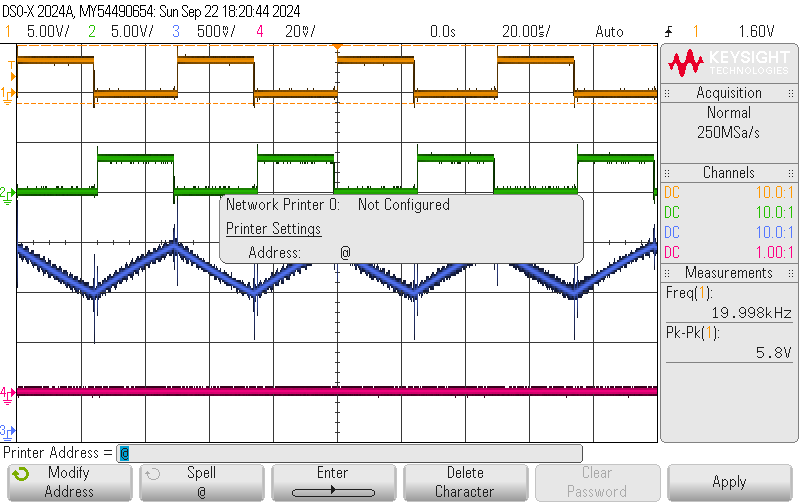 DSO-X 2024A, MY54490654: Sun Sep 22 18:20:44 2024
1 5.00V/ 2 5.00V/ 3 500mV/ 4 20mV/ 0.0s 20.00us/ Auto 1 1.60V
KEYSIGHT
TECHNOLOGIES
Acquisition
Normal
250MSa/s
Channels
DC 10.0:1
DC 10.0:1
DC 10.0:1
DC 1.00:1
Measurements
Freq(1):
19.998kHz
Pk-Pk(1):
5.8V
T
1
2
4
3
Network Printer 0: Not Configured
Printer Settings
Address: @
Printer Address = @
Modify
Address
Spell
@
Enter
Delete
Character
Clear
Password
Apply